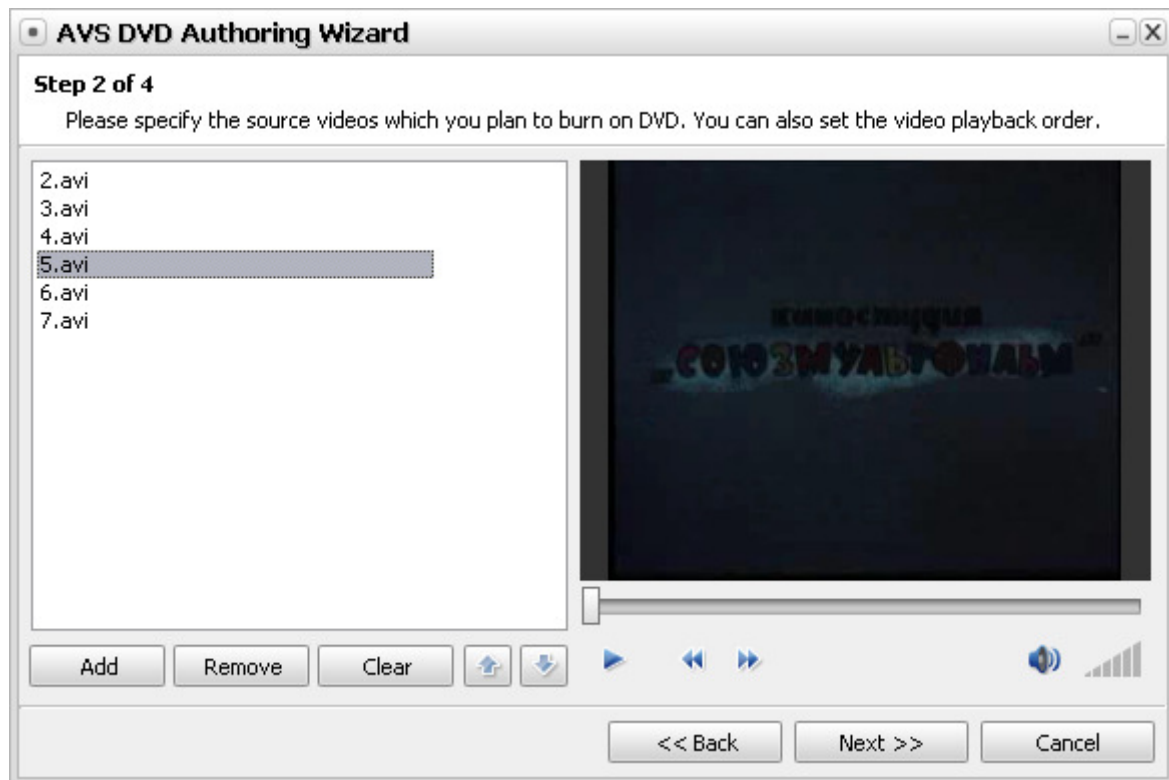 AVS DVD Authoring Wizard
Step 2 of 4
Please specify the source videos which you plan to burn on DVD. You can also set the video playback order.
2.avi
3.avi
4.avi
5.avi
6.avi
7.avi
киностудия
„СОЮЗМУЛЬТФИЛЬМ"
Add Remove Clear
<< Back Next >> Cancel